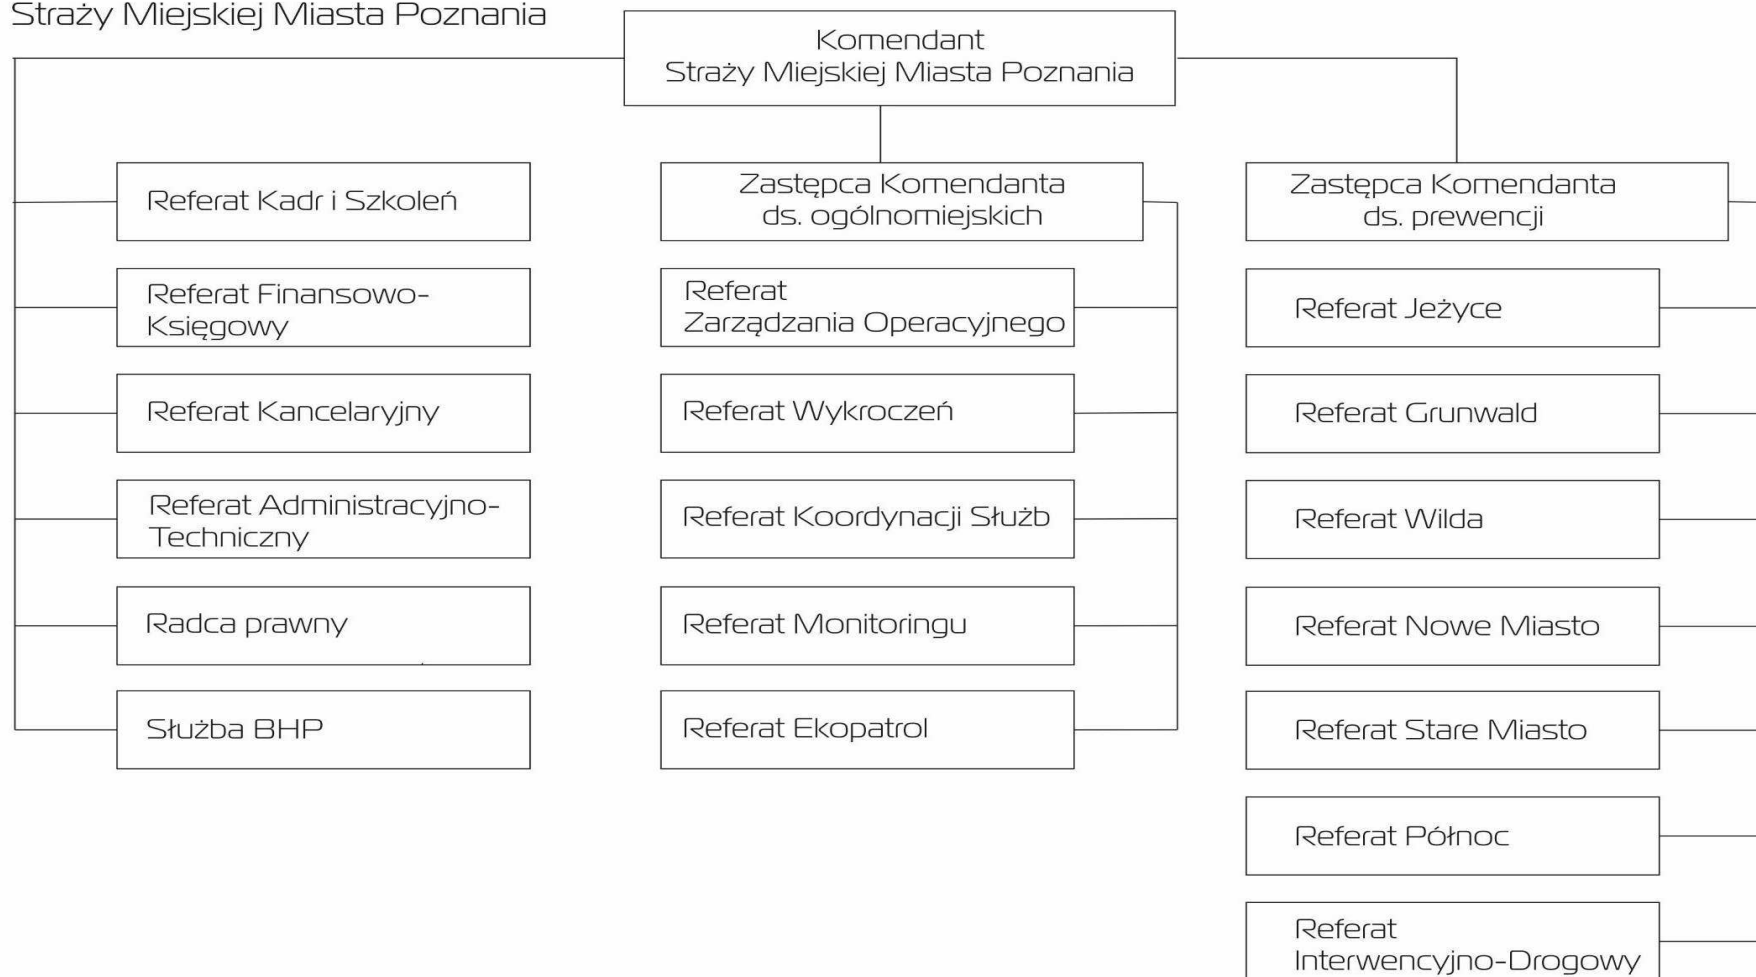 Straży Miejskiej Miasta Poznania
Komendant
Straży Miejskiej Miasta Poznania
Referat Kadr i Szkoleń
Referat Finansowo-
Księgowy
Referat Kancelaryjny
Referat Administracyjno-
Techniczny
Radca prawny
Służba BHP
Zastępca Komendanta
ds. ogólnomiejskich
Referat
Zarządzania Operacyjnego
Referat Wykroczeń
Referat Koordynacji Służb
Referat Monitoringu
Referat Ekopatrol
Zastępca Komendanta
ds. prewencji
Referat Jeżyce
Referat Grunwald
Referat Wilda
Referat Nowe Miasto
Referat Stare Miasto
Referat Północ
Referat
Interwencyjno-Drogowy